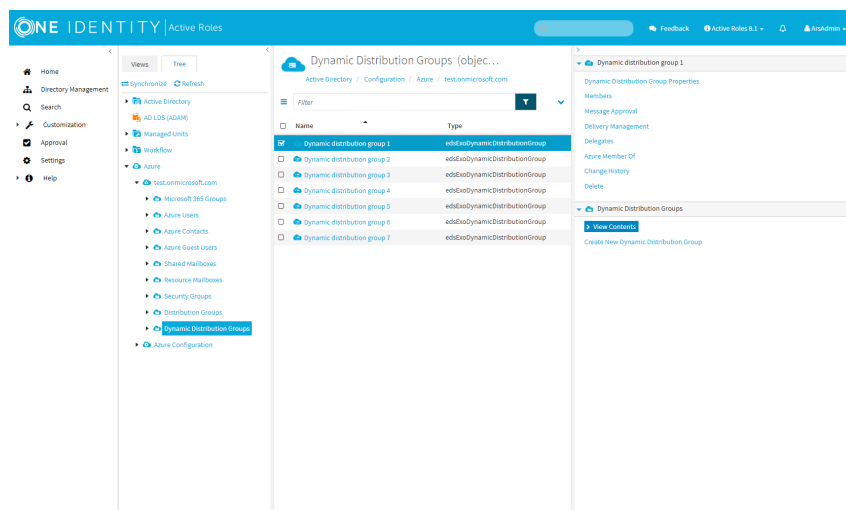 ONE IDENTITY Active Roles
Feedback
Active Roles 8.1
ArsAdmin
Home
Directory Management
Search
Customization
Approval
Settings
Help
Views
Tree
Synchronize
Refresh
Active Directory
AD LDS (ADAM)
Managed Units
Workflow
Azure
test.onmicrosoft.com
Microsoft 365 Groups
Azure Users
Azure Contacts
Azure Guest Users
Shared Mailboxes
Resource Mailboxes
Security Groups
Distribution Groups
Dynamic Distribution Groups
Azure Configuration
Dynamic Distribution Groups (objec...
Active Directory / Configuration / Azure / test.onmicrosoft.com
Filter
Name Type
Dynamic distribution group 1 edsExoDynamicDistributionGroup
Dynamic distribution group 2 edsExoDynamicDistributionGroup
Dynamic distribution group 3 edsExoDynamicDistributionGroup
Dynamic distribution group 4 edsExoDynamicDistributionGroup
Dynamic distribution group 5 edsExoDynamicDistributionGroup
Dynamic distribution group 6 edsExoDynamicDistributionGroup
Dynamic distribution group 7 edsExoDynamicDistributionGroup
Dynamic distribution group 1
Dynamic Distribution Group Properties
Members
Message Approval
Delivery Management
Delegates
Azure Member Of
Change History
Delete
Dynamic Distribution Groups
View Contents
Create New Dynamic Distribution Group